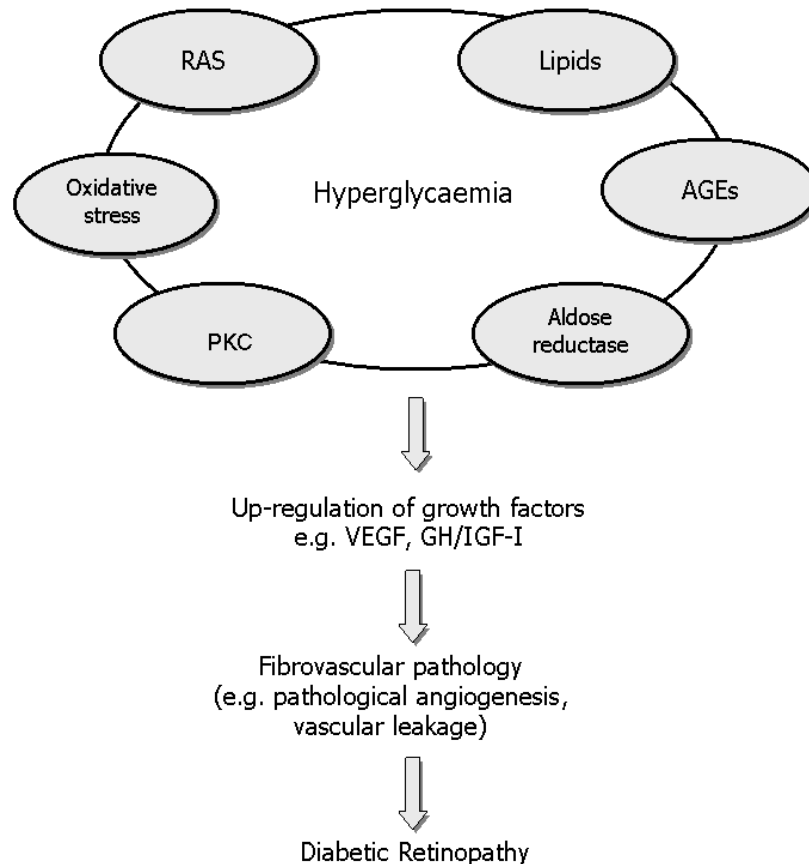 RAS
Lipids
Oxidative
stress
Hyperglycaemia
AGEs
PKC
Aldose
reductase
Up-regulation of growth factors
e.g. VEGF, GH/IGF-I
Fibrovascular pathology
(e.g. pathological angiogenesis,
vascular leakage)
Diabetic Retinopathy